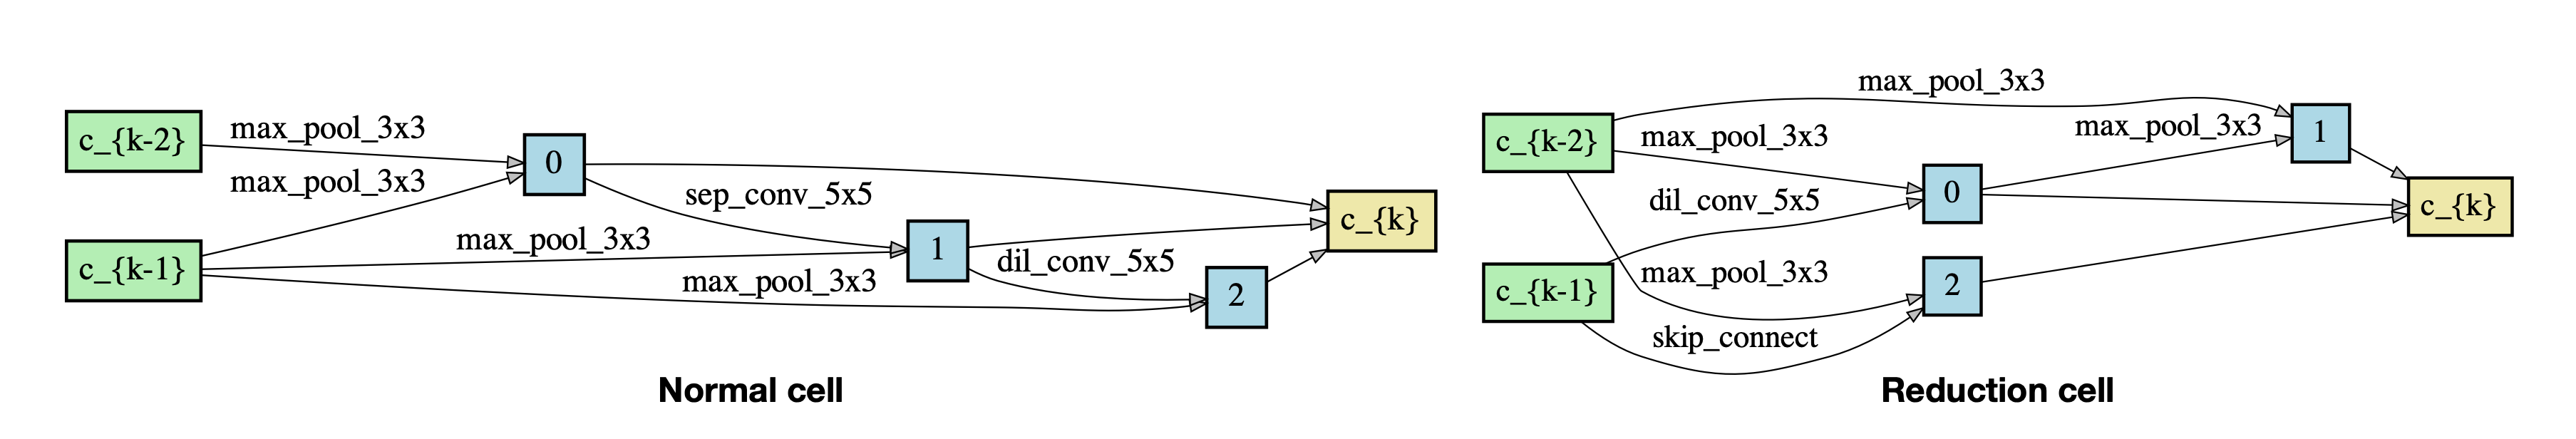 c_{k-2}
max_pool_3x3
max_pool_3x3
c_{k-1}
0
sep_conv_5x5
max_pool_3x3
max_pool_3x3
1
dil_conv_5x5
2
c_{k}
Normal cell
max_pool_3x3
c_{k-2}
max_pool_3x3
max_pool_3x3
1
dil_conv_5x5
0
c_{k}
c_{k-1}
max_pool_3x3
2
skip_connect
Reduction cell